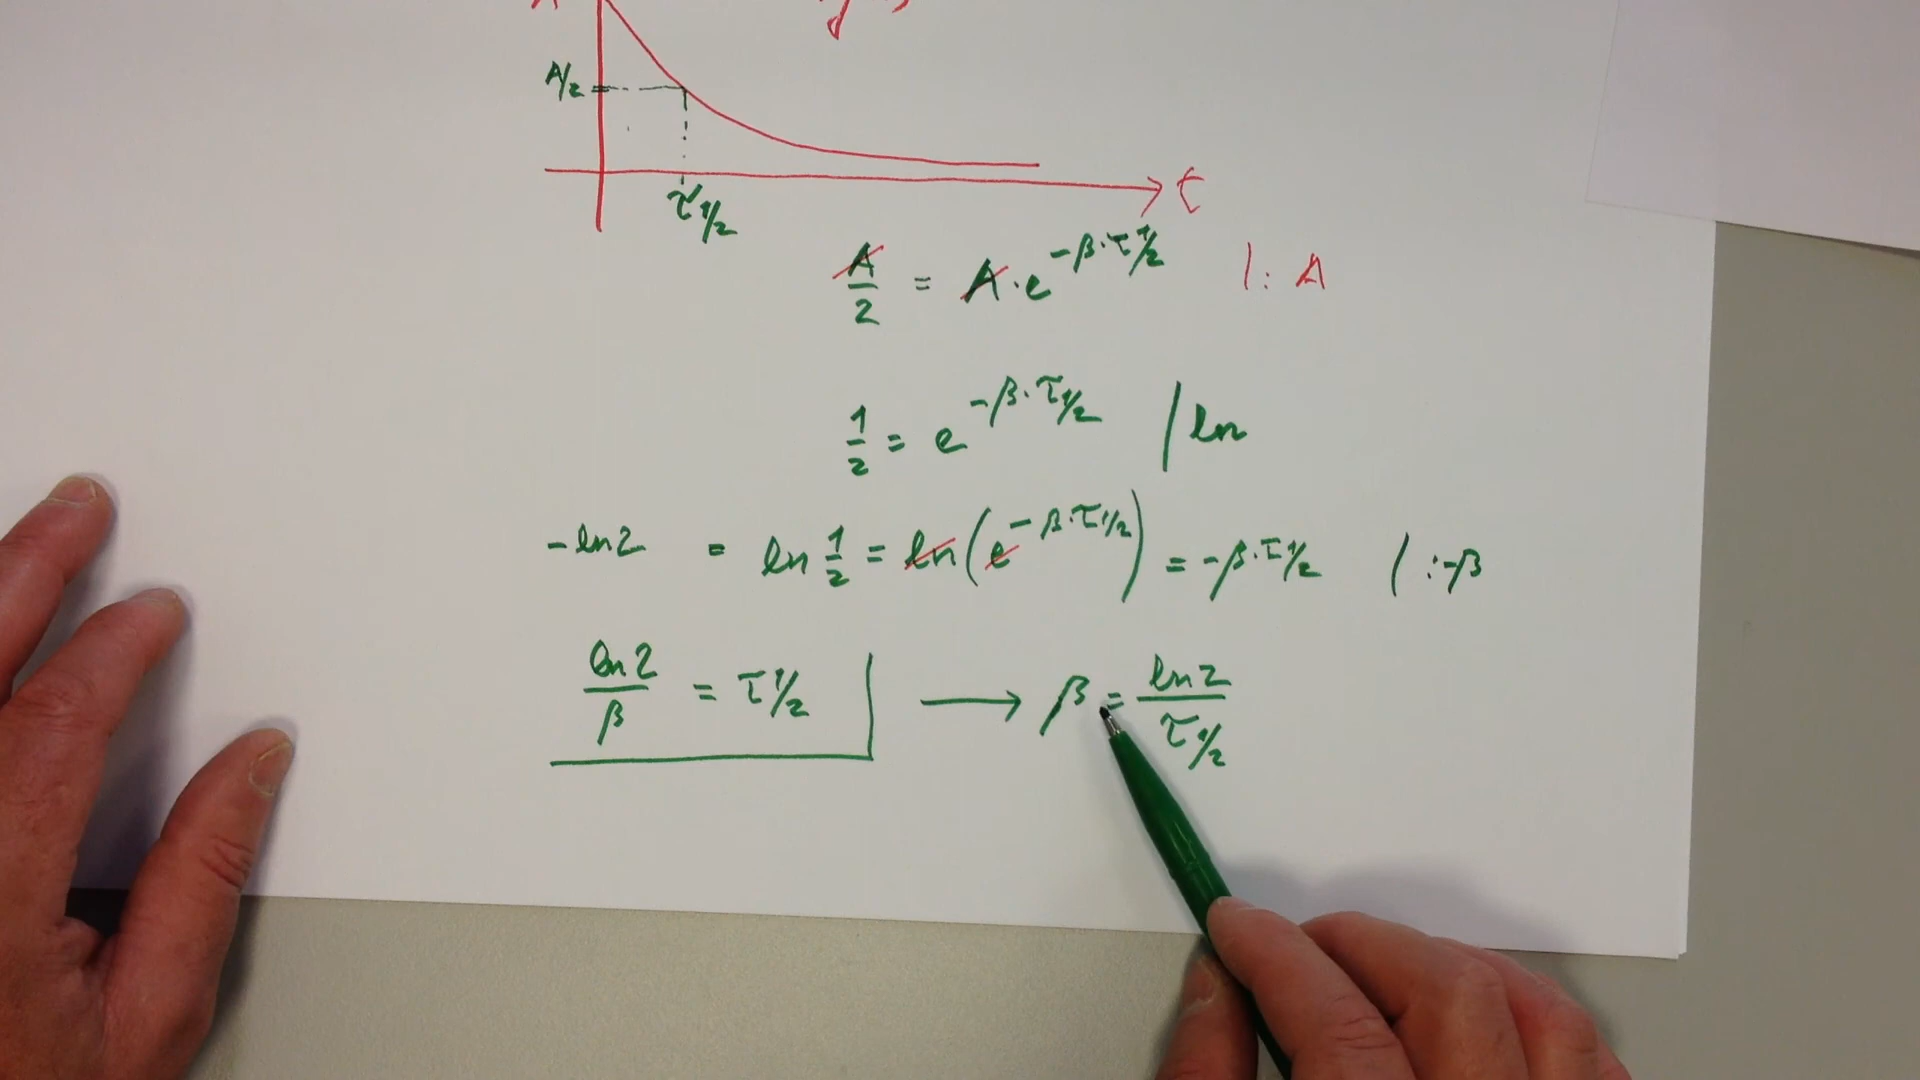 A
A/2
τ1/2
t
A/2 = A · e^(-β·τ1/2) |: A
1/2 = e^(-β·τ1/2) | ln
-ln2 = ln 1/2 = ln(e^(-β·τ1/2)) = -β·τ1/2 | :-β
ln2/β = τ1/2 → β = ln2/τ1/2